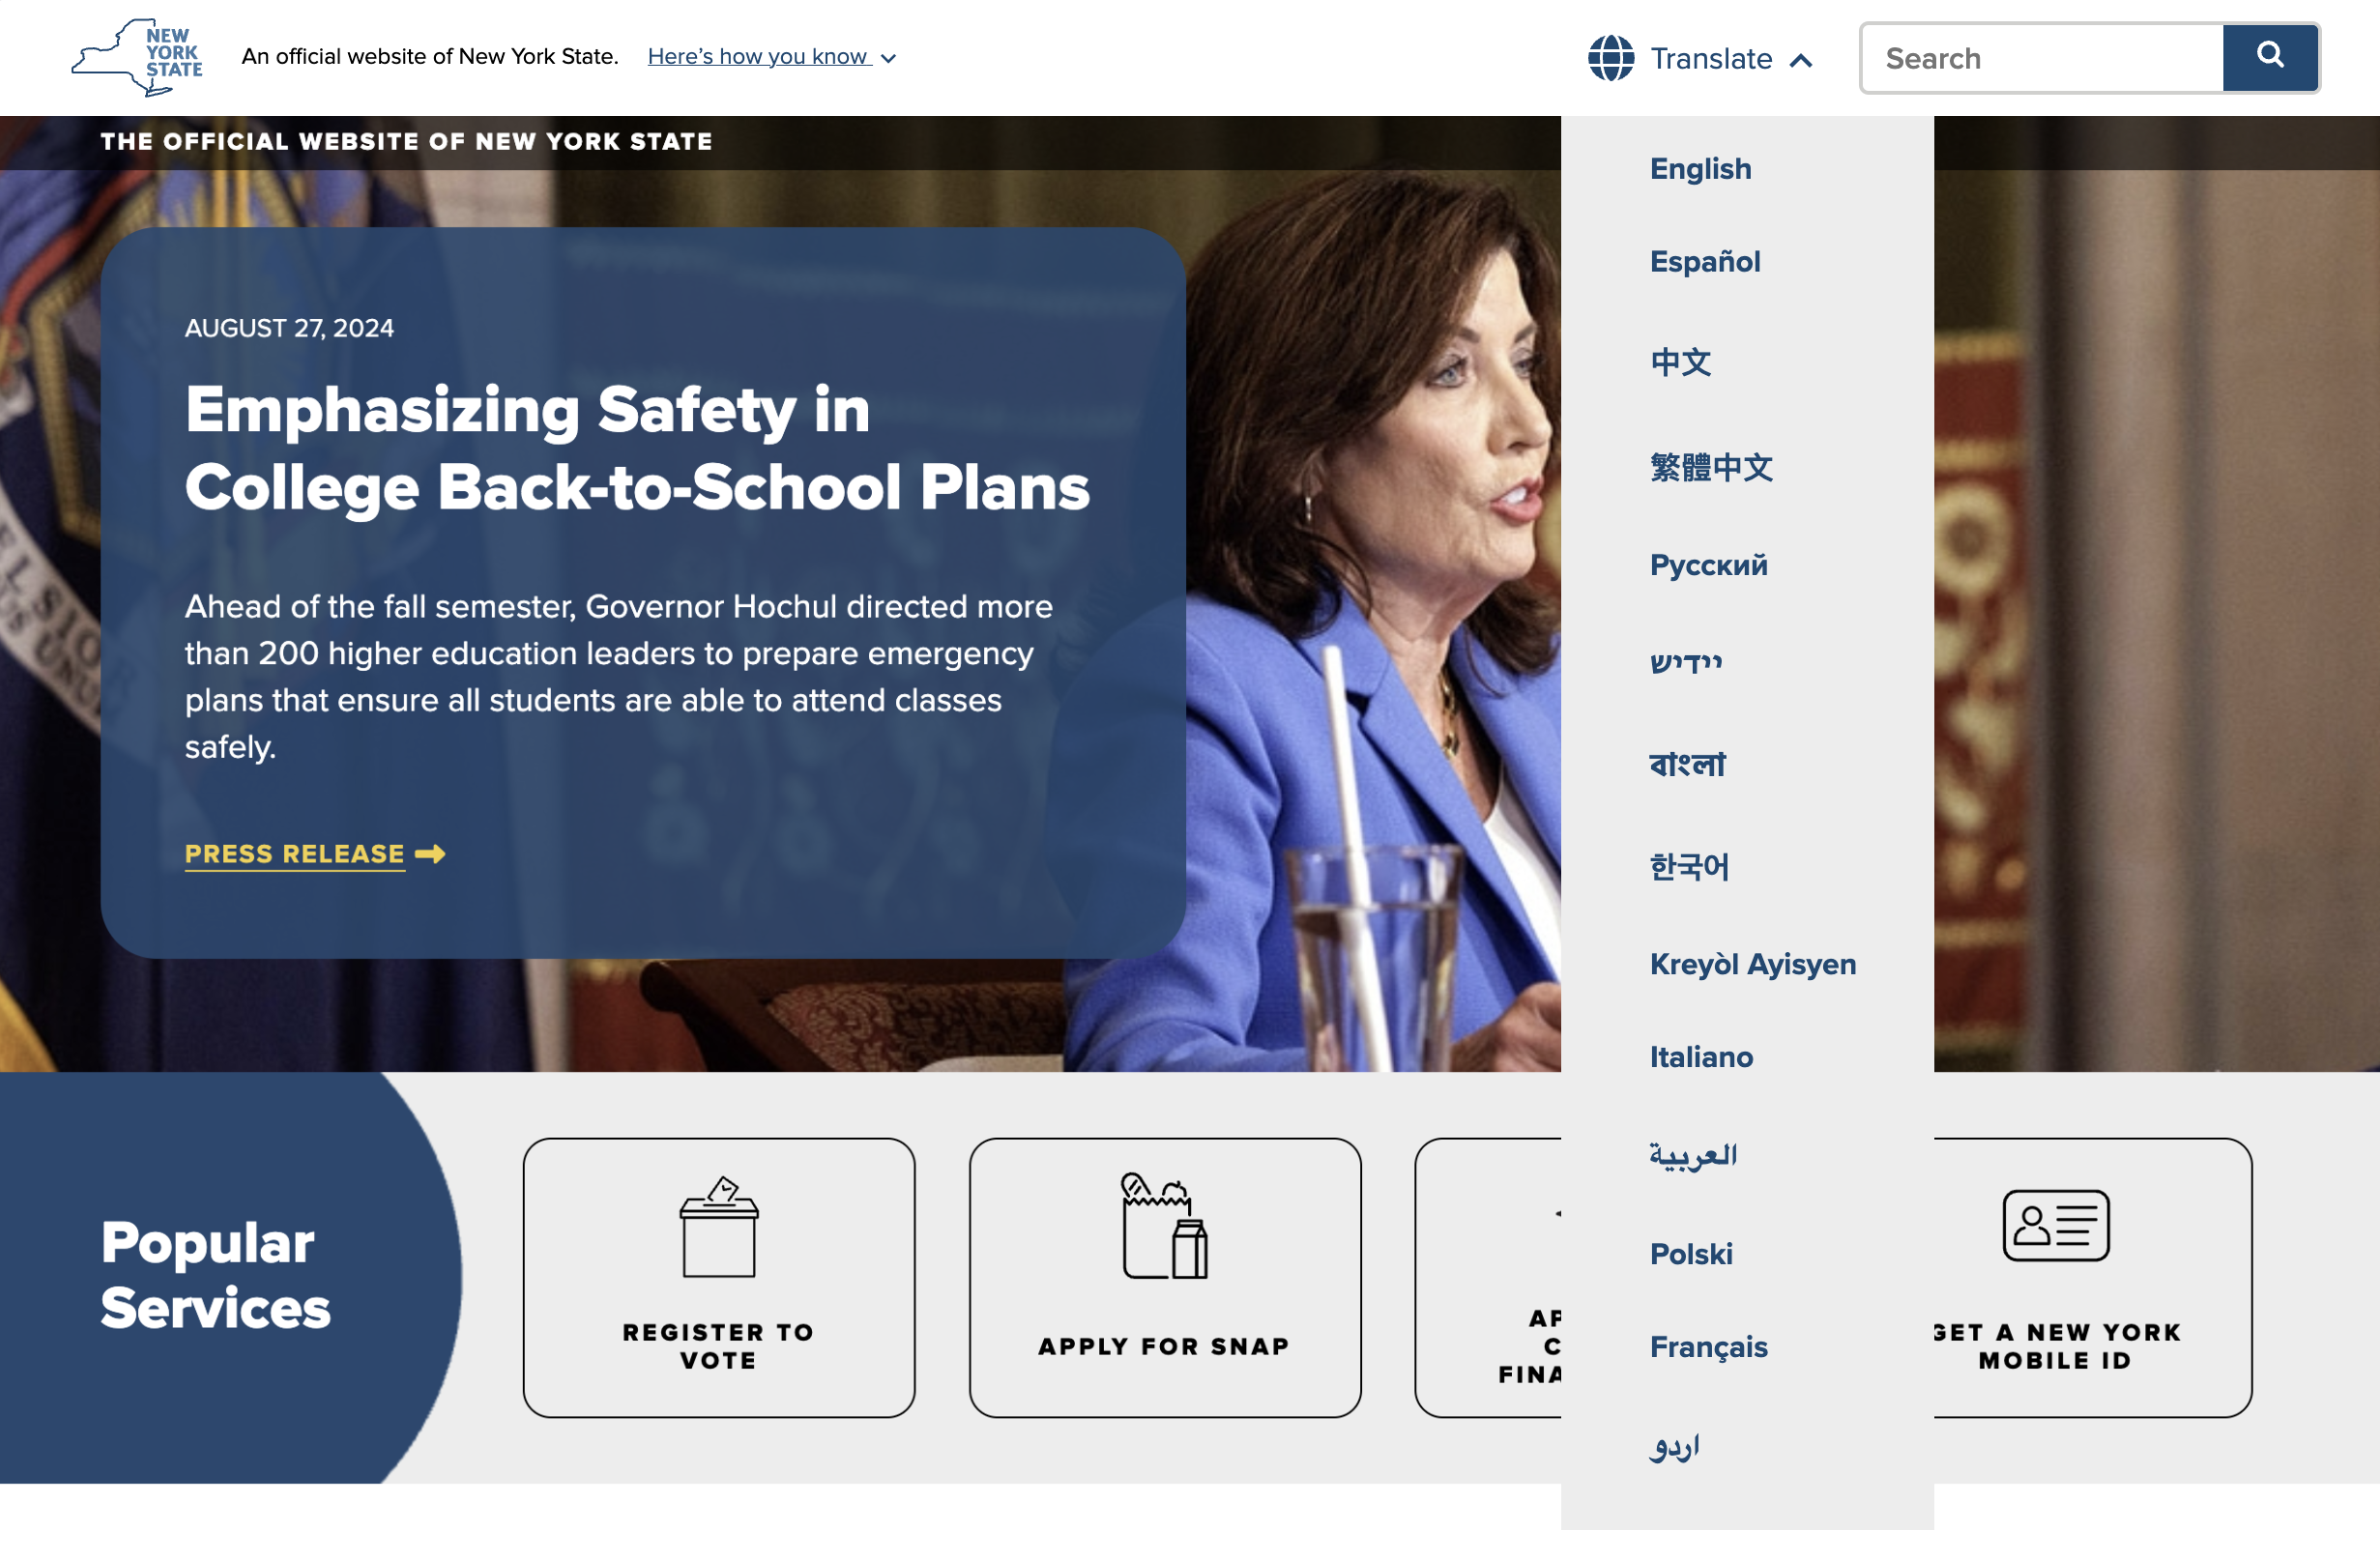 NEW
YORK
STATE
An official website of New York State.
Here’s how you know
Translate
Search
THE OFFICIAL WEBSITE OF NEW YORK STATE
AUGUST 27, 2024
Emphasizing Safety in
College Back-to-School Plans
Ahead of the fall semester, Governor Hochul directed more
than 200 higher education leaders to prepare emergency
plans that ensure all students are able to attend classes
safely.
PRESS RELEASE
English
Español
中文
繁體中文
Русский
ייִדיש
বাংলা
한국어
Kreyòl Ayisyen
Italiano
العربية
Polski
Français
اردو
Popular
Services
REGISTER TO
VOTE
APPLY FOR SNAP
GET A NEW YORK
MOBILE ID